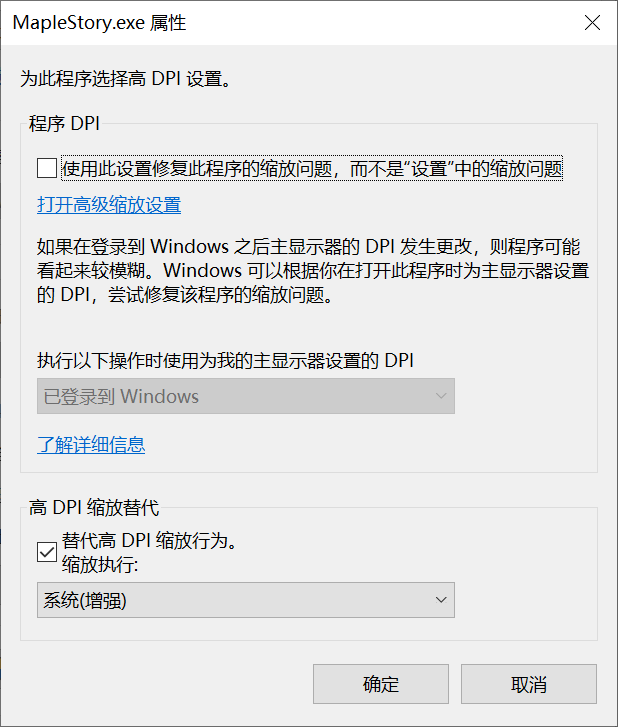 MapleStory.exe 属性
为此程序选择高 DPI 设置。
程序 DPI
使用此设置修复此程序的缩放问题，而不是“设置”中的缩放问题
打开高级缩放设置
如果在登录到 Windows 之后主显示器的 DPI 发生更改，则程序可能
看起来较模糊。Windows 可以根据你在打开此程序时为主显示器设置
的 DPI，尝试修复该程序的缩放问题。
执行以下操作时使用为我的主显示器设置的 DPI
已登录到 Windows
了解详细信息
高 DPI 缩放替代
替代高 DPI 缩放行为。
缩放执行:
系统(增强)
确定
取消